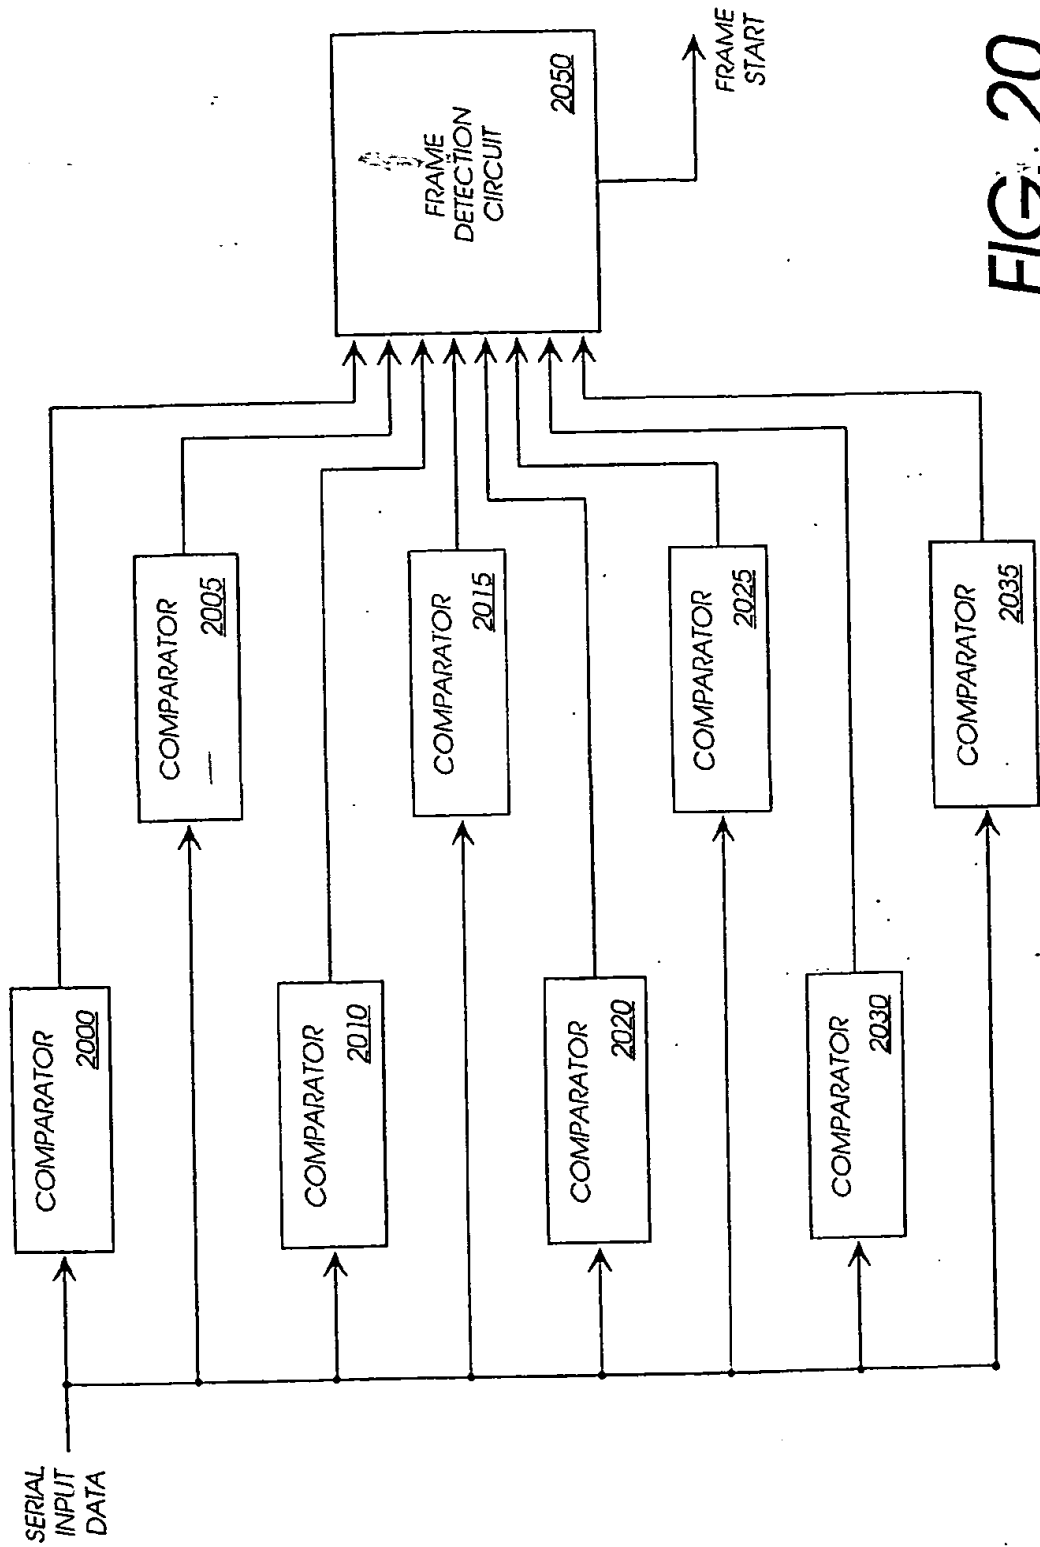 SERIAL
INPUT
DATA
COMPARATOR
2000
COMPARATOR
2005
COMPARATOR
2010
COMPARATOR
2015
COMPARATOR
2020
COMPARATOR
2025
COMPARATOR
2030
COMPARATOR
2035
FRAME
DETECTION
CIRCUIT
2050
FRAME
START
FIG. 20